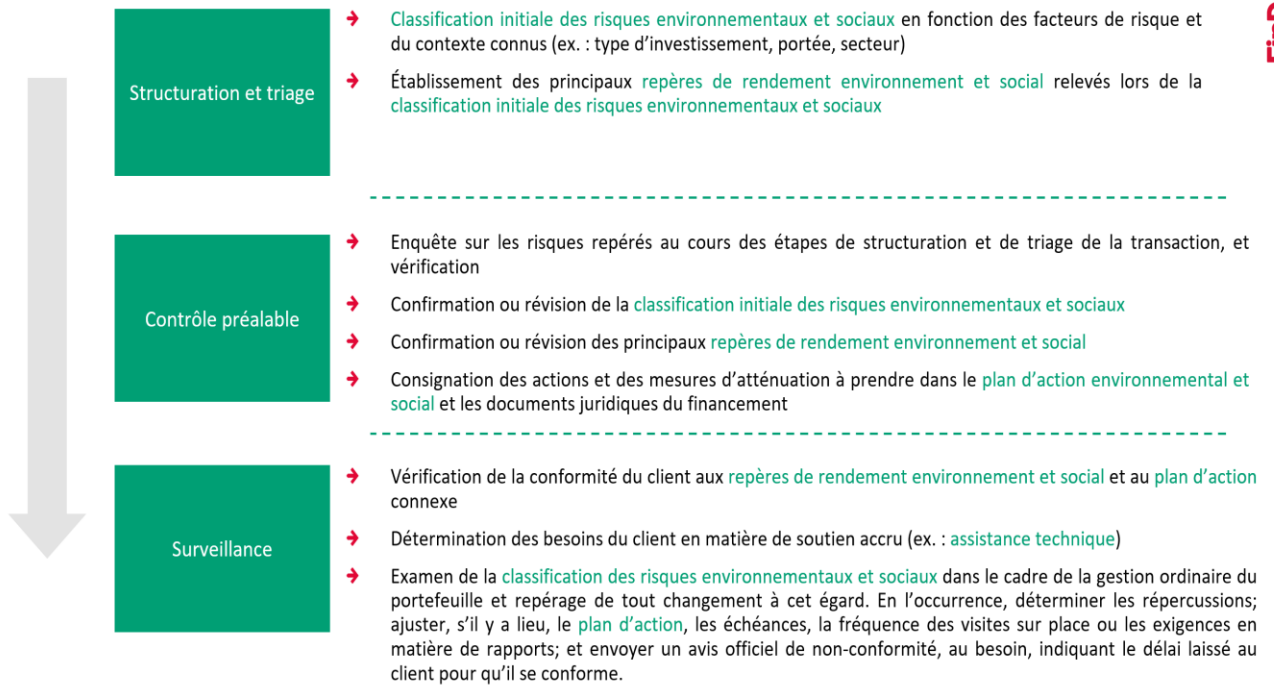 Classification initiale des risques environnementaux et sociaux en fonction des facteurs de risque et
du contexte connus (ex. : type d'investissement, portée, secteur)
Structuration et triage
Établissement des principaux repères de rendement environnement et social relevés lors de la
classification initiale des risques environnementaux et sociaux
Enquête sur les risques repérés au cours des étapes de structuration et de triage de la transaction, et
vérification
Confirmation ou révision de la classification initiale des risques environnementaux et sociaux
Contrôle préalable
Confirmation ou révision des principaux repères de rendement environnement et social
Consignation des actions et des mesures d'atténuation à prendre dans le plan d'action environnemental et
social et les documents juridiques du financement
Vérification de la conformité du client aux repères de rendement environnement et social et au plan d'action
connexe
Surveillance
Détermination des besoins du client en matière de soutien accru (ex. : assistance technique)
Examen de la classification des risques environnementaux et sociaux dans le cadre de la gestion ordinaire du
portefeuille et repérage de tout changement à cet égard. En l'occurrence, déterminer les répercussions;
ajuster, s'il y a lieu, le plan d'action, les échéances, la fréquence des visites sur place ou les exigences en
matière de rapports; et envoyer un avis officiel de non-conformité, au besoin, indiquant le délai laissé au
client pour qu'il se conforme.